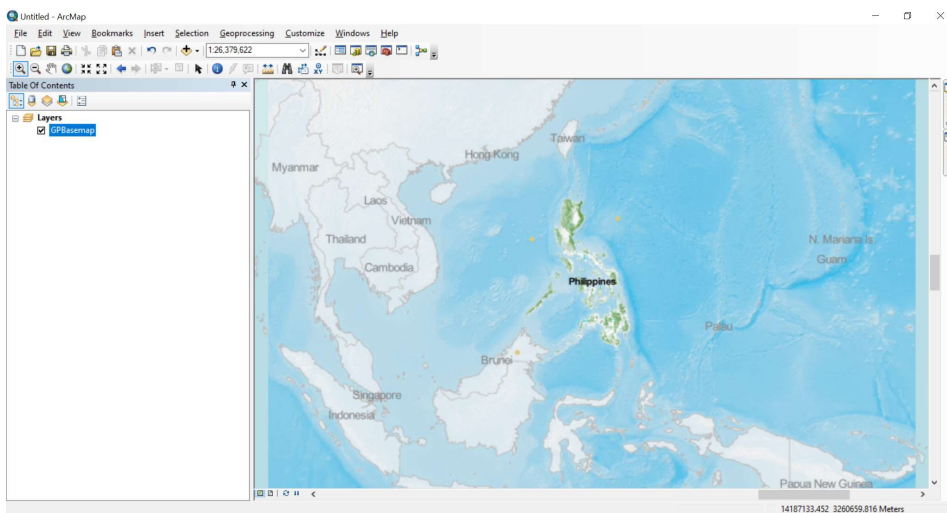 Untitled - ArcMap
File Edit View Bookmarks Insert Selection Geoprocessing Customize Windows Help
1:26,379,622
Table Of Contents
Layers
GPBasemap
Taiwan
Hong Kong
Myanmar
Laos
Vietnam
Thailand
N. Mariana Is.
Guam
Cambodia
Philippines
Palau
Brunei
Singapore
Indonesia
Papua New Guinea
14187133.452 3260659.816 Meters